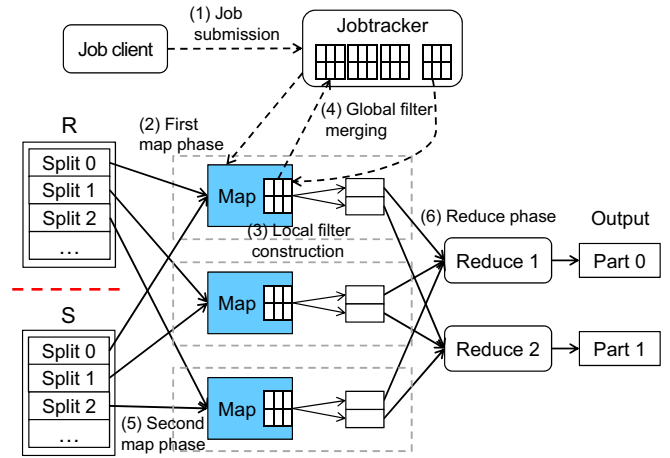 (1) Job
submission
Job client
Jobtracker
(4) Global filter
merging
(2) First
map phase
R
Split 0
Split 1
Split 2
…
Map
(3) Local filter
construction
(6) Reduce phase
Output
Reduce 1
Part 0
Map
S
Split 0
Split 1
Split 2
…
Reduce 2
Part 1
Map
(5) Second
map phase